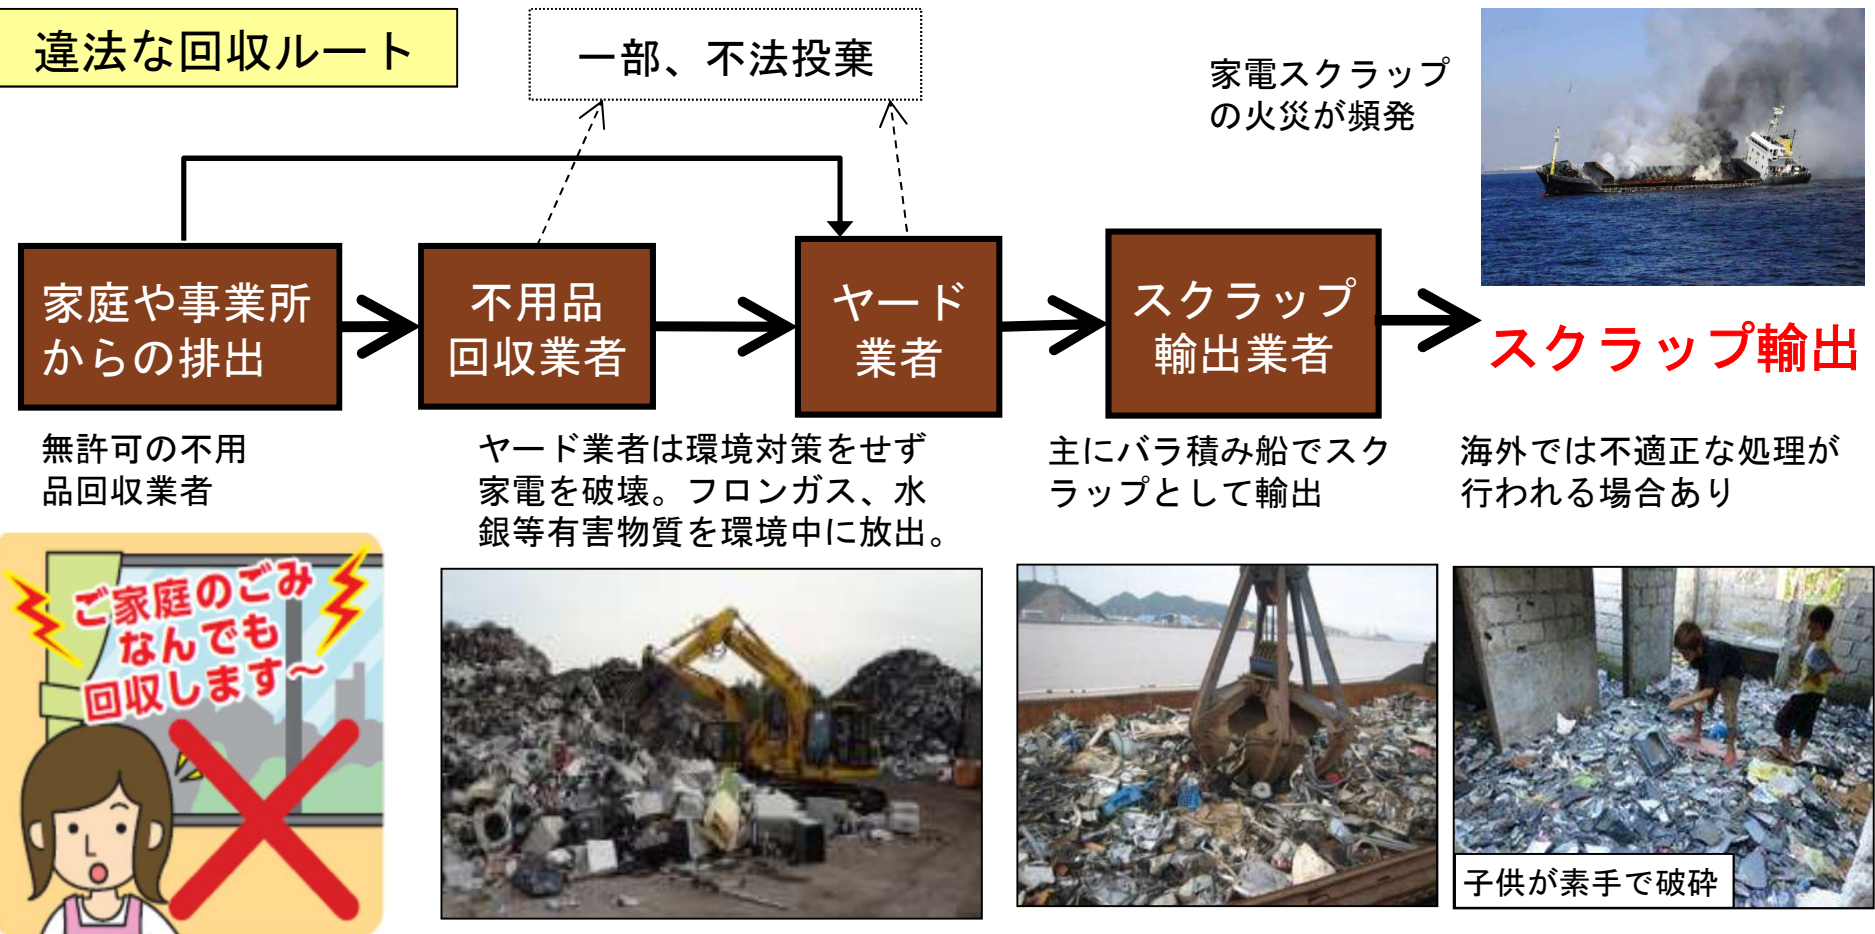 違法な回収ルート
一部、不法投棄
家電スクラップ
の火災が頻発
家庭や事業所
からの排出
不用品
回収業者
ヤード
業者
スクラップ
輸出業者
スクラップ輸出
無許可の不用
品回収業者
ヤード業者は環境対策をせず
家電を破壊。フロンガス、水
銀等有害物質を環境中に放出。
主にバラ積み船でスク
ラップとして輸出
海外では不適正な処理が
行われる場合あり
ご家庭のごみ
なんでも
回収します～
子供が素手で破砕